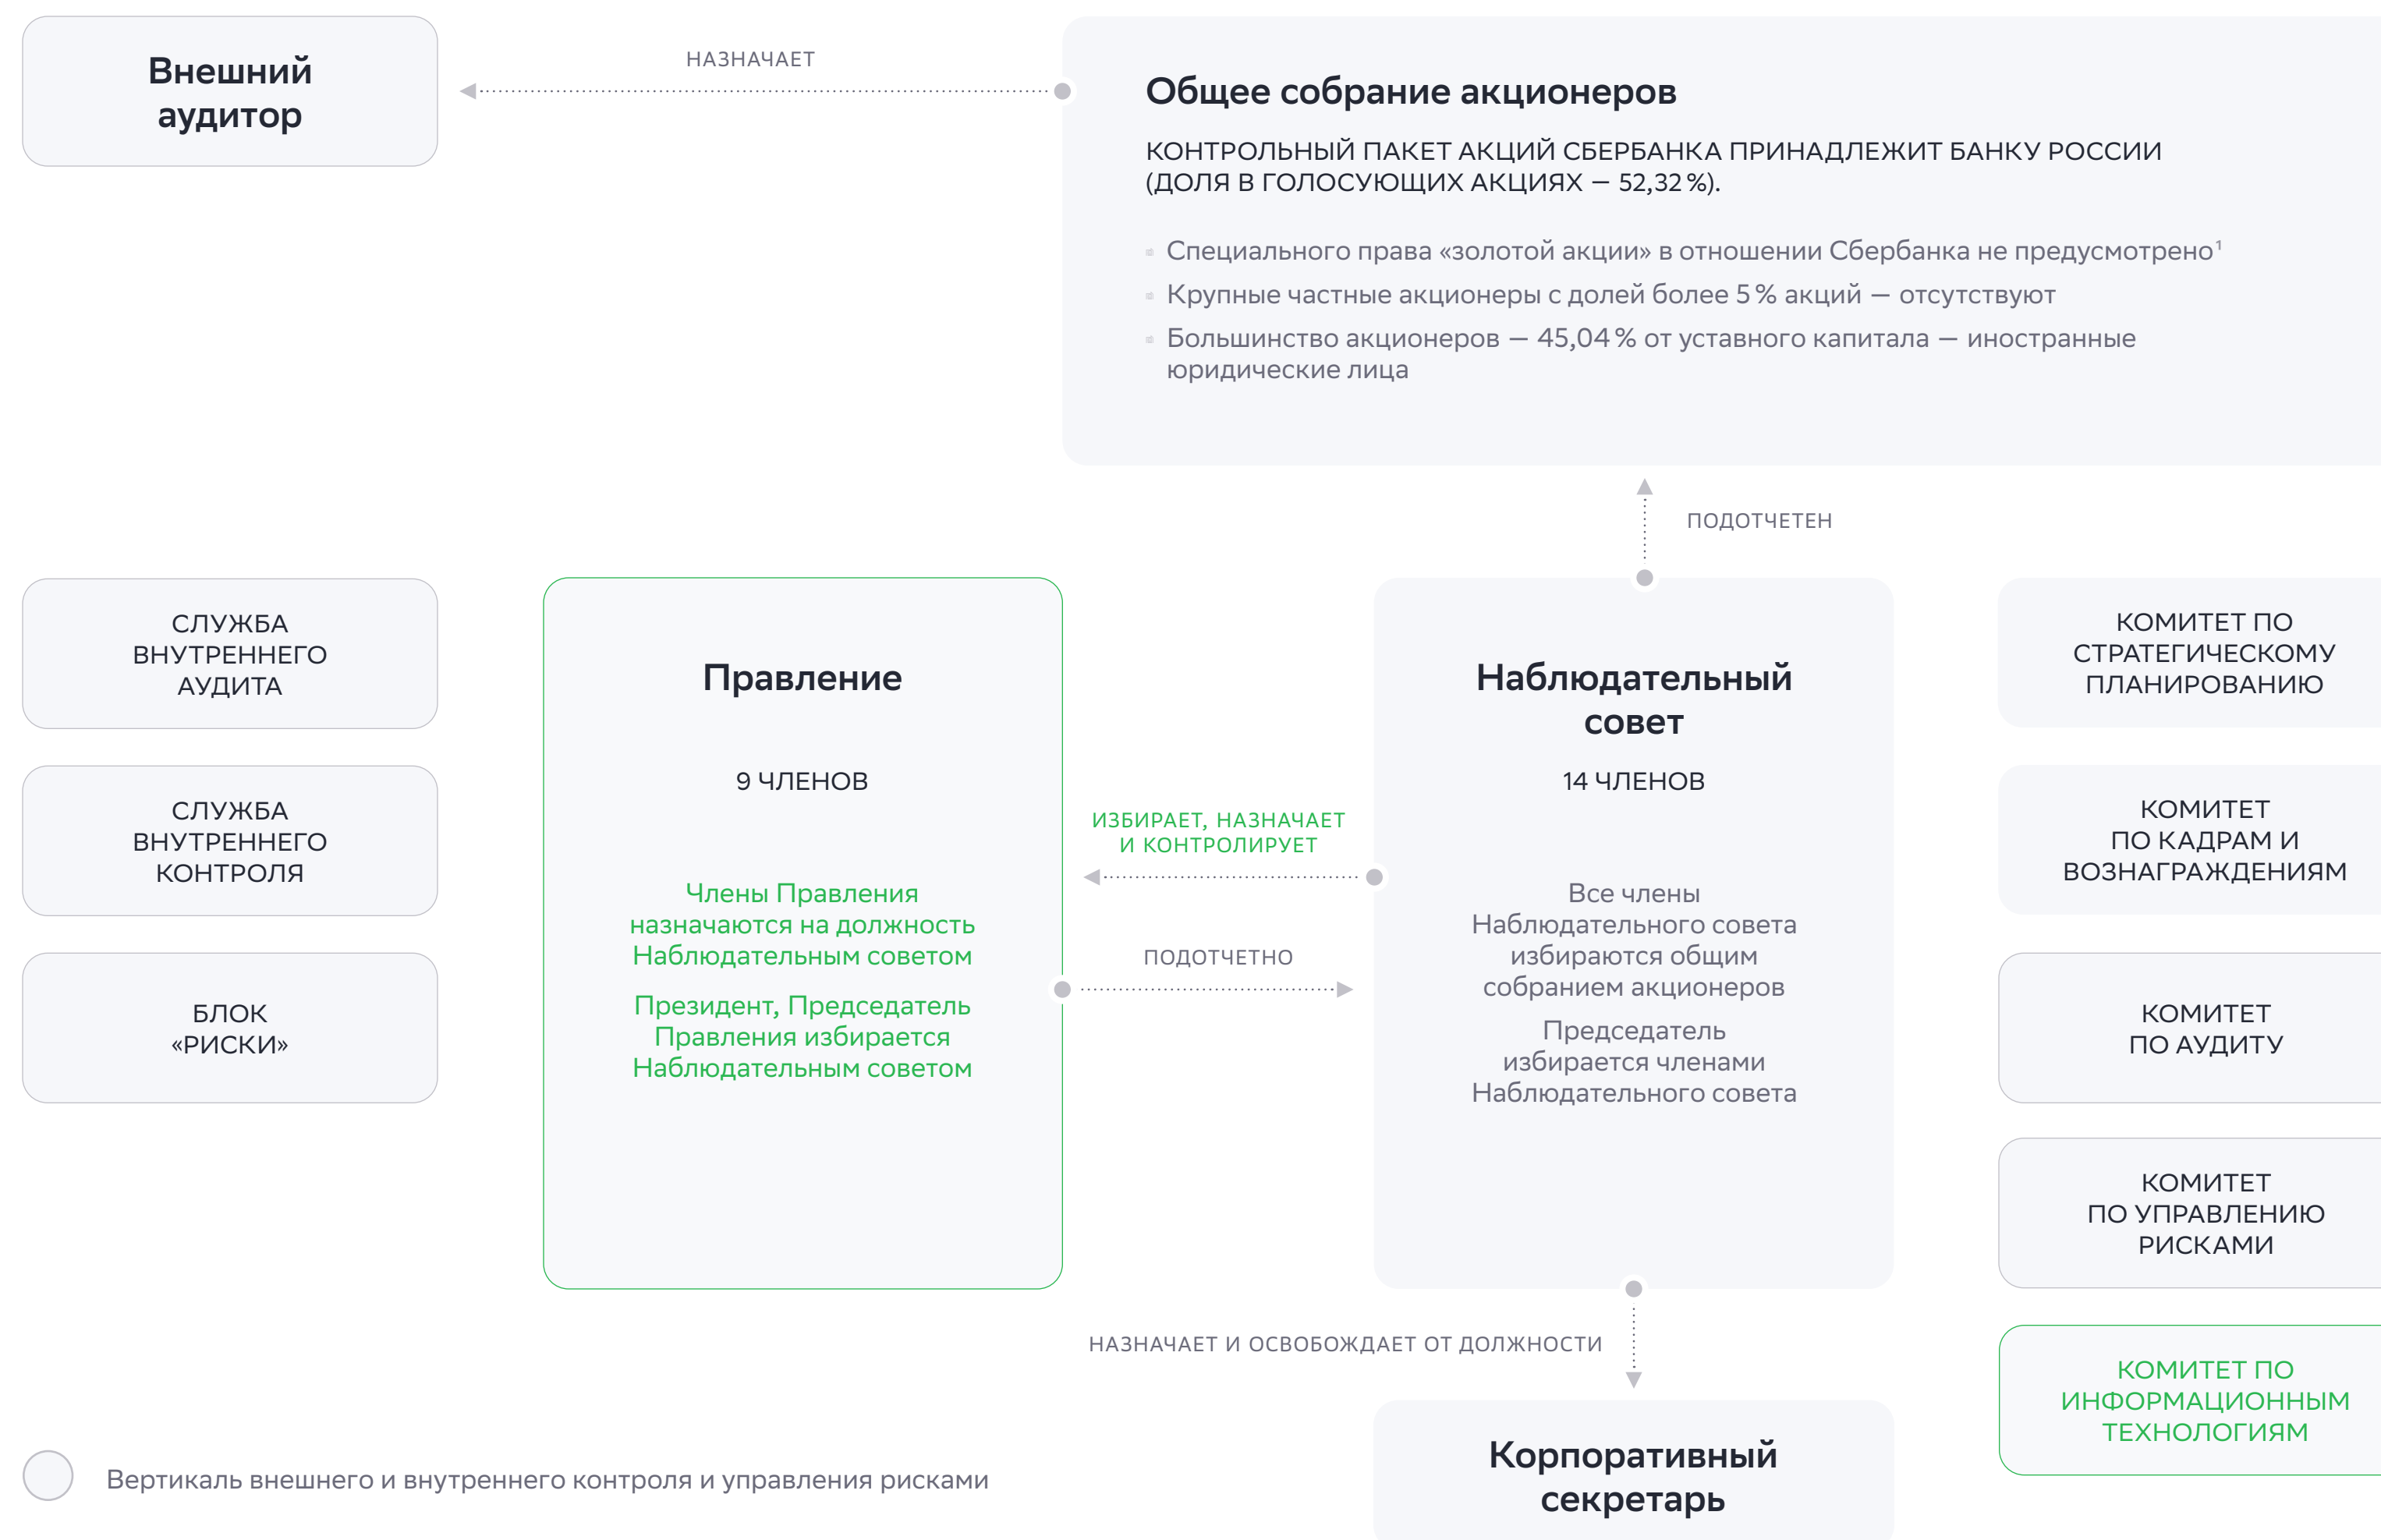 Внешний
аудитор
НАЗНАЧАЕТ
Общее собрание акционеров
КОНТРОЛЬНЫЙ ПАКЕТ АКЦИЙ СБЕРБАНКА ПРИНАДЛЕЖИТ БАНКУ РОССИИ
(ДОЛЯ В ГОЛОСУЮЩИХ АКЦИЯХ — 52,32 %).
Специального права «золотой акции» в отношении Сбербанка не предусмотрено¹
Крупные частные акционеры с долей более 5 % акций — отсутствуют
Большинство акционеров — 45,04 % от уставного капитала — иностранные
юридические лица
ПОДОТЧЕТЕН
СЛУЖБА
ВНУТРЕННЕГО
АУДИТА
СЛУЖБА
ВНУТРЕННЕГО
КОНТРОЛЯ
БЛОК
«РИСКИ»
Правление
9 ЧЛЕНОВ
Члены Правления
назначаются на должность
Наблюдательным советом
Президент, Председатель
Правления избирается
Наблюдательным советом
ИЗБИРАЕТ, НАЗНАЧАЕТ
И КОНТРОЛИРУЕТ
ПОДОТЧЕТНО
Наблюдательный
совет
14 ЧЛЕНОВ
Все члены
Наблюдательного совета
избираются общим
собранием акционеров
Председатель
избирается членами
Наблюдательного совета
КОМИТЕТ ПО
СТРАТЕГИЧЕСКОМУ
ПЛАНИРОВАНИЮ
КОМИТЕТ
ПО КАДРАМ И
ВОЗНАГРАЖДЕНИЯМ
КОМИТЕТ
ПО АУДИТУ
КОМИТЕТ
ПО УПРАВЛЕНИЮ
РИСКАМИ
КОМИТЕТ ПО
ИНФОРМАЦИОННЫМ
ТЕХНОЛОГИЯМ
НАЗНАЧАЕТ И ОСВОБОЖДАЕТ ОТ ДОЛЖНОСТИ
Корпоративный
секретарь
Вертикаль внешнего и внутреннего контроля и управления рисками